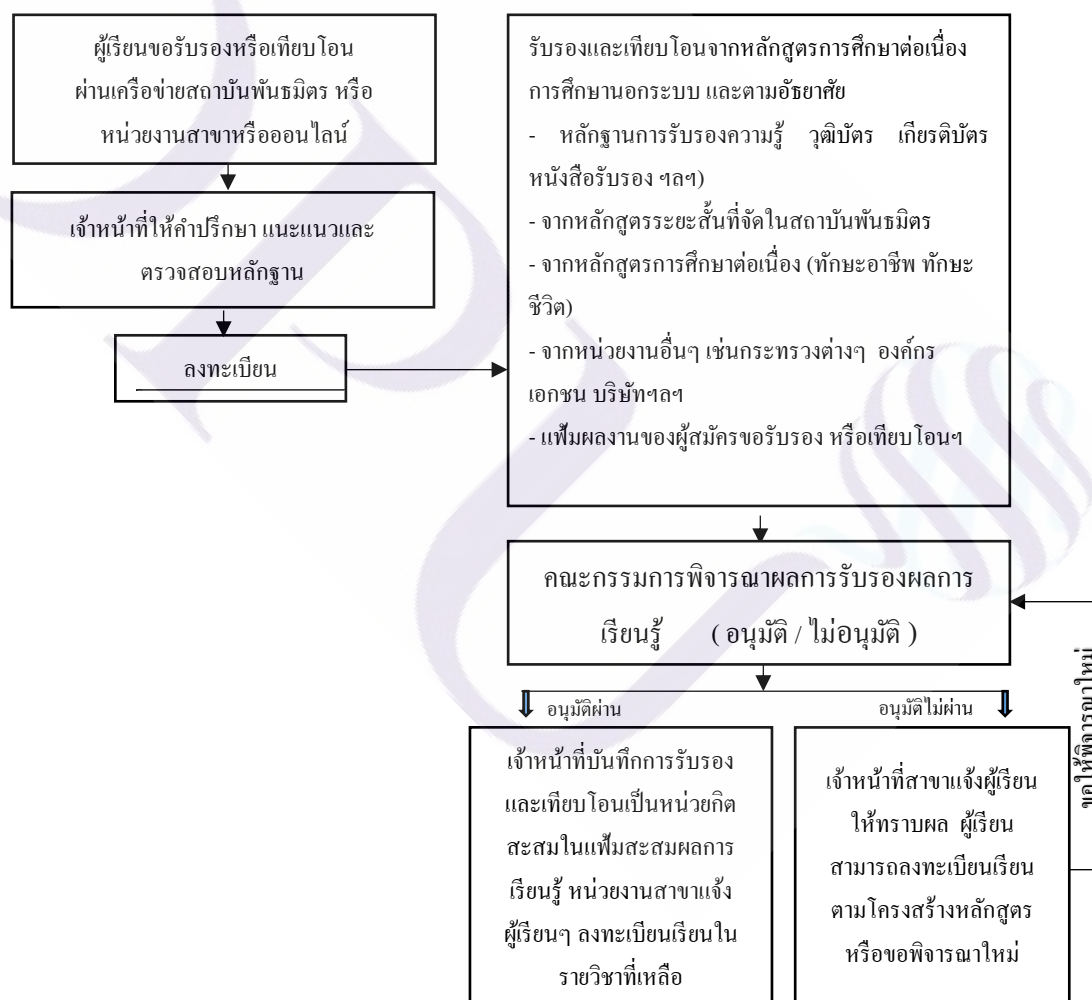 ผู้เรียนขอรับรองหรือเทียบโอน
ผ่านเครือข่ายสถาบันพันธมิตร หรือ
หน่วยงานสาขาหรือออนไลน์
เจ้าหน้าที่ให้คำปรึกษา แนะแนวและ
ตรวจสอบหลักฐาน
ลงทะเบียน
รับรองและเทียบโอนจากหลักสูตรการศึกษาต่อเนื่อง
การศึกษานอกระบบ และตามอัธยาศัย
- หลักฐานการรับรองความรู้ วุฒิบัตร เกียรติบัตร
หนังสือรับรอง ฯลฯ)
- จากหลักสูตรระยะสั้นที่จัดในสถาบันพันธมิตร
- จากหลักสูตรการศึกษาต่อเนื่อง (ทักษะอาชีพ ทักษะ
ชีวิต)
- จากหน่วยงานอื่นๆ เช่นกระทรวงต่างๆ องค์กร
เอกชน บริษัทฯลฯ
- แฟ้มผลงานของผู้สมัครขอรับรอง หรือเทียบโอนฯ
คณะกรรมการพิจารณาผลการรับรองผลการ
เรียนรู้ ( อนุมัติ / ไม่อนุมัติ )
อนุมัติผ่าน
อนุมัติไม่ผ่าน
เจ้าหน้าที่บันทึกการรับรอง
และเทียบโอนเป็นหน่วยกิต
สะสมในแฟ้มสะสมผลการ
เรียนรู้ หน่วยงานสาขาแจ้ง
ผู้เรียนๆ ลงทะเบียนเรียนใน
รายวิชาที่เหลือ
เจ้าหน้าที่สาขาแจ้งผู้เรียน
ให้ทราบผล ผู้เรียน
สามารถลงทะเบียนเรียน
ตามโครงสร้างหลักสูตร
หรือขอพิจารณาใหม่
ขอให้พิจารณาใหม่